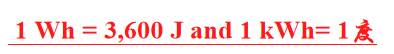 1 Wh = 3,600 J and 1 kWh= 1度